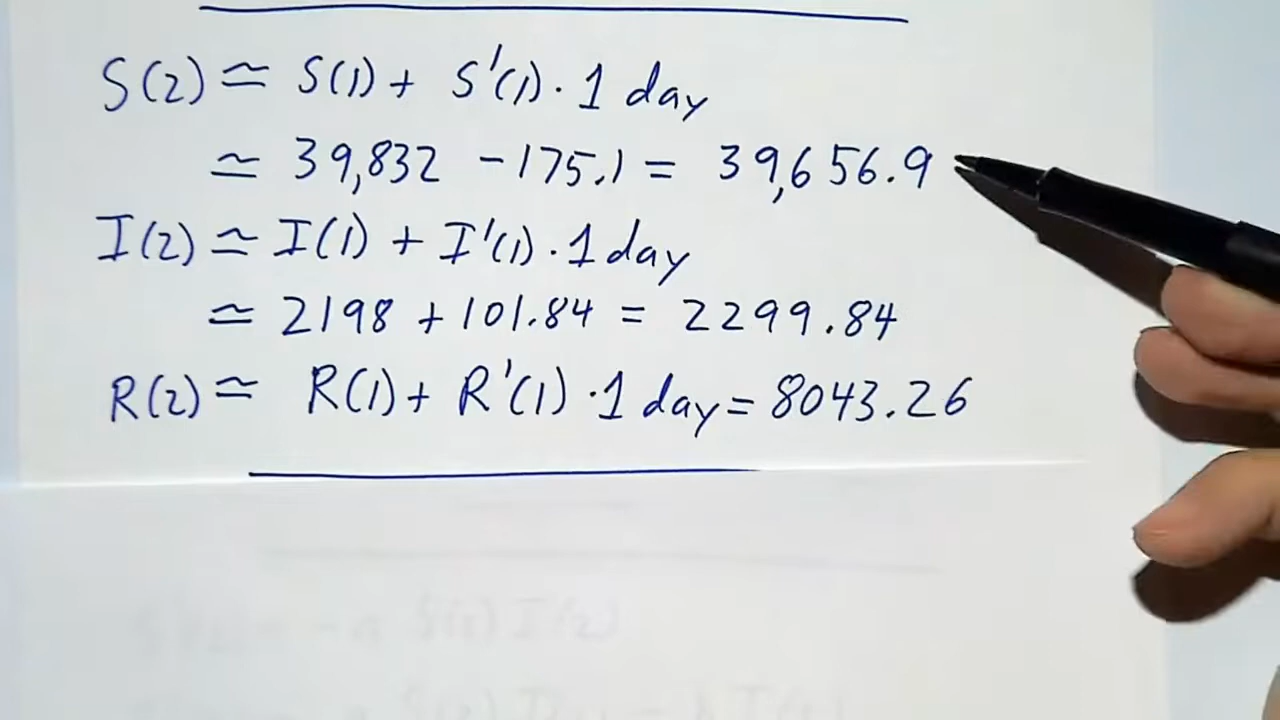 S(2) ≃ S(1) + S'(1) · 1 day
≃ 39,832 - 175.1 = 39,656.9
I(2) ≃ I(1) + I'(1) · 1 day
≃ 2198 + 101.84 = 2299.84
R(2) ≃ R(1) + R'(1) · 1 day = 8043.26